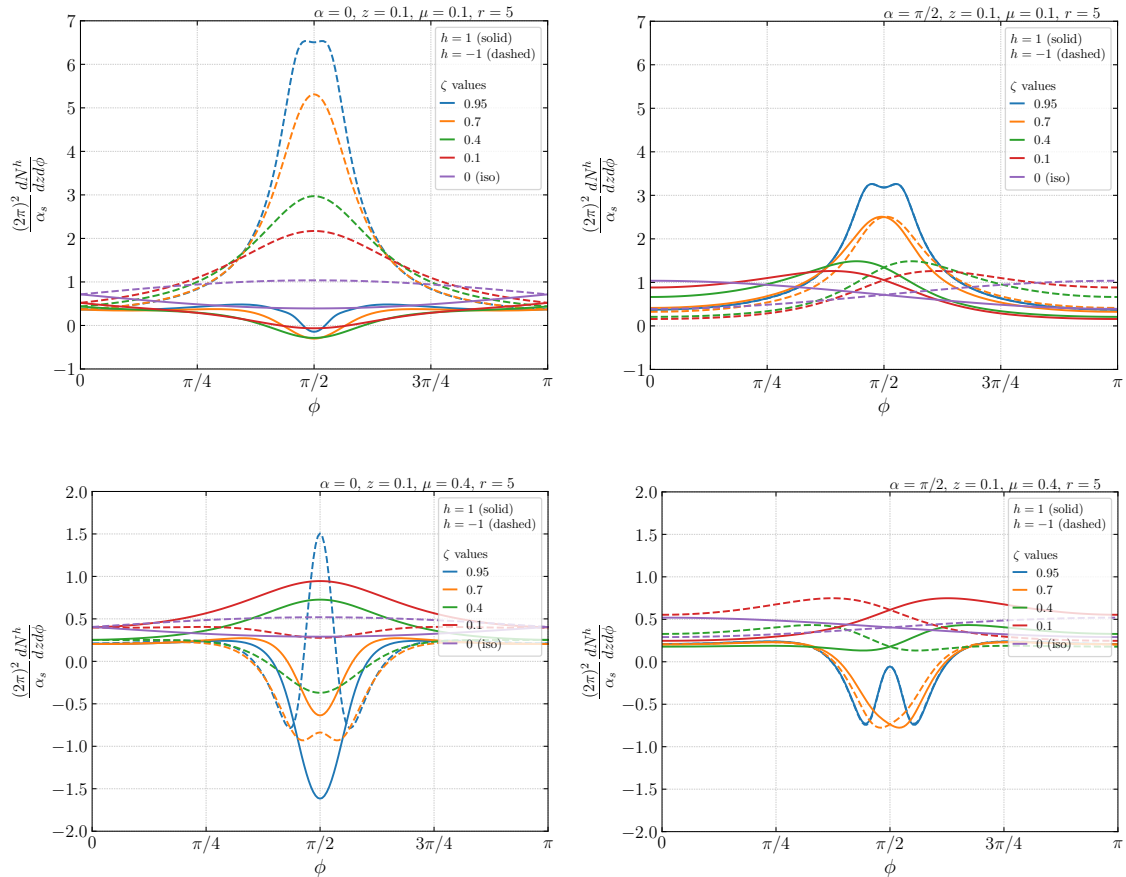 α = 0, z = 0.1, μ = 0.1, r = 5
7
6
5
4
3
2
1
0
−1
(2π)² dNʰ
αₛ dzdϕ
h = 1 (solid)
h = −1 (dashed)
ζ values
0.95
0.7
0.4
0.1
0 (iso)
0 π/4 π/2 3π/4 π
ϕ
α = π/2, z = 0.1, μ = 0.1, r = 5
7
6
5
4
3
2
1
0
−1
(2π)² dNʰ
αₛ dzdϕ
h = 1 (solid)
h = −1 (dashed)
ζ values
0.95
0.7
0.4
0.1
0 (iso)
0 π/4 π/2 3π/4 π
ϕ
α = 0, z = 0.1, μ = 0.4, r = 5
2.0
1.5
1.0
0.5
0.0
−0.5
−1.0
−1.5
−2.0
(2π)² dNʰ
αₛ dzdϕ
h = 1 (solid)
h = −1 (dashed)
ζ values
0.95
0.7
0.4
0.1
0 (iso)
0 π/4 π/2 3π/4 π
ϕ
α = π/2, z = 0.1, μ = 0.4, r = 5
2.0
1.5
1.0
0.5
0.0
−0.5
−1.0
−1.5
−2.0
(2π)² dNʰ
αₛ dzdϕ
h = 1 (solid)
h = −1 (dashed)
ζ values
0.95
0.7
0.4
0.1
0 (iso)
0 π/4 π/2 3π/4 π
ϕ